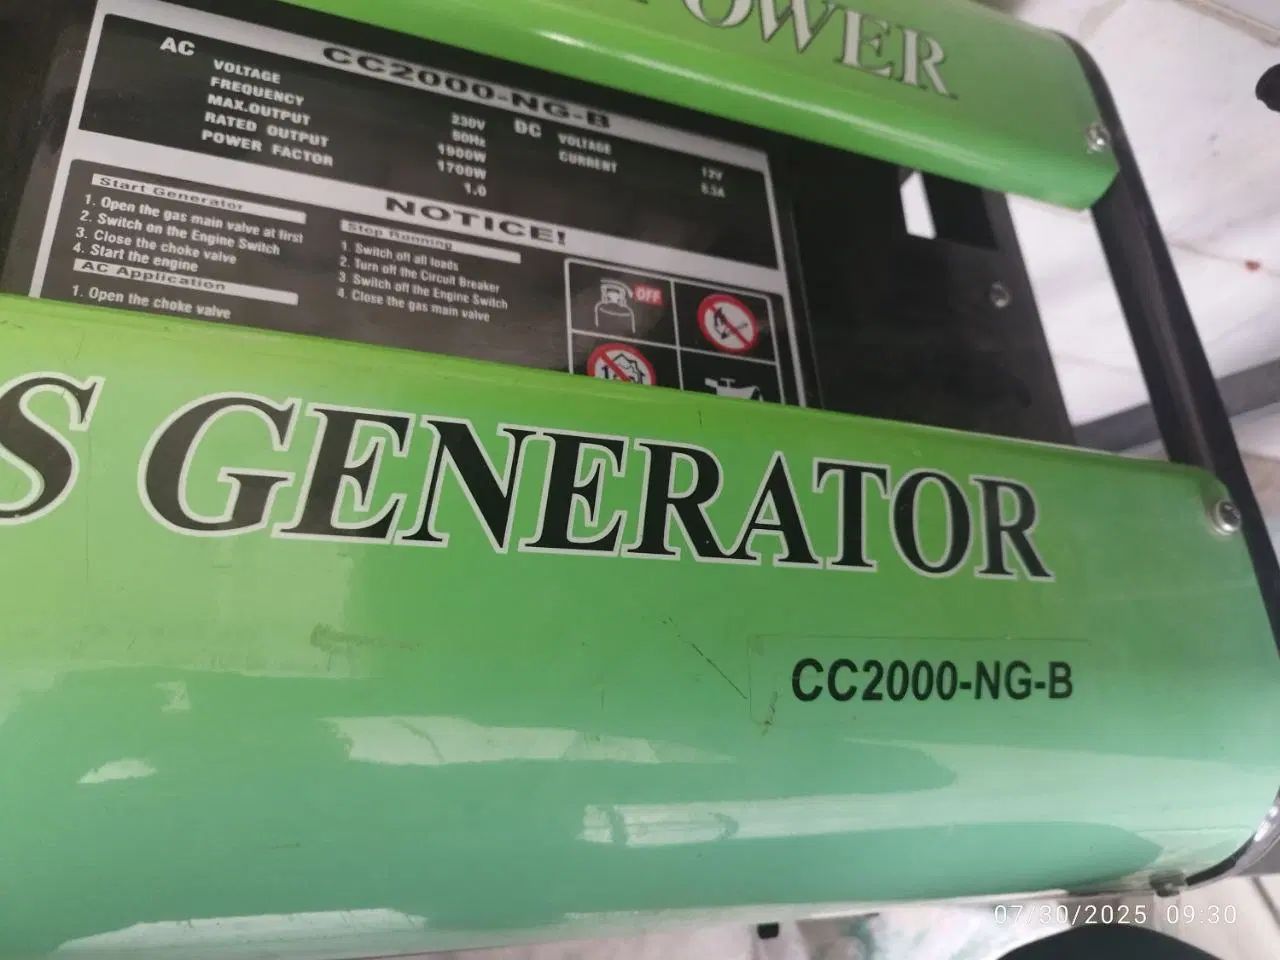 POWER
CC2000-NG-B
AC
VOLTAGE 230V
FREQUENCY 50Hz
MAX.OUTPUT 1900W
RATED OUTPUT 1700W
POWER FACTOR 1.0
DC VOLTAGE 12V
CURRENT 8.3A
NOTICE!
Start Generator
1. Open the gas main valve at first
2. Switch on the Engine Switch
3. Close the choke valve
4. Start the engine
AC Application
1. Open the choke valve
Stop Running
1. Switch off all loads
2. Turn off the Circuit Breaker
3. Switch off the Engine Switch
4. Close the gas main valve
OFF
S GENERATOR
CC2000-NG-B
07/30/2025 09:30